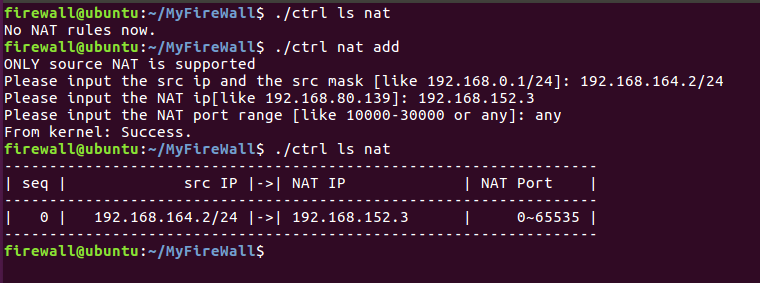 firewall@ubuntu:~/MyFireWall$ ./ctrl ls nat
No NAT rules now.
firewall@ubuntu:~/MyFireWall$ ./ctrl nat add
ONLY source NAT is supported
Please input the src ip and the src mask [like 192.168.0.1/24]: 192.168.164.2/24
Please input the NAT ip[like 192.168.80.139]: 192.168.152.3
Please input the NAT port range [like 10000-30000 or any]: any
From kernel: Success.
firewall@ubuntu:~/MyFireWall$ ./ctrl ls nat
------------------------------------------------------------------
| seq |             src IP |->| NAT IP             | NAT Port    |
------------------------------------------------------------------
|   0 |   192.168.164.2/24 |->| 192.168.152.3      |     0~65535 |
------------------------------------------------------------------
firewall@ubuntu:~/MyFireWall$